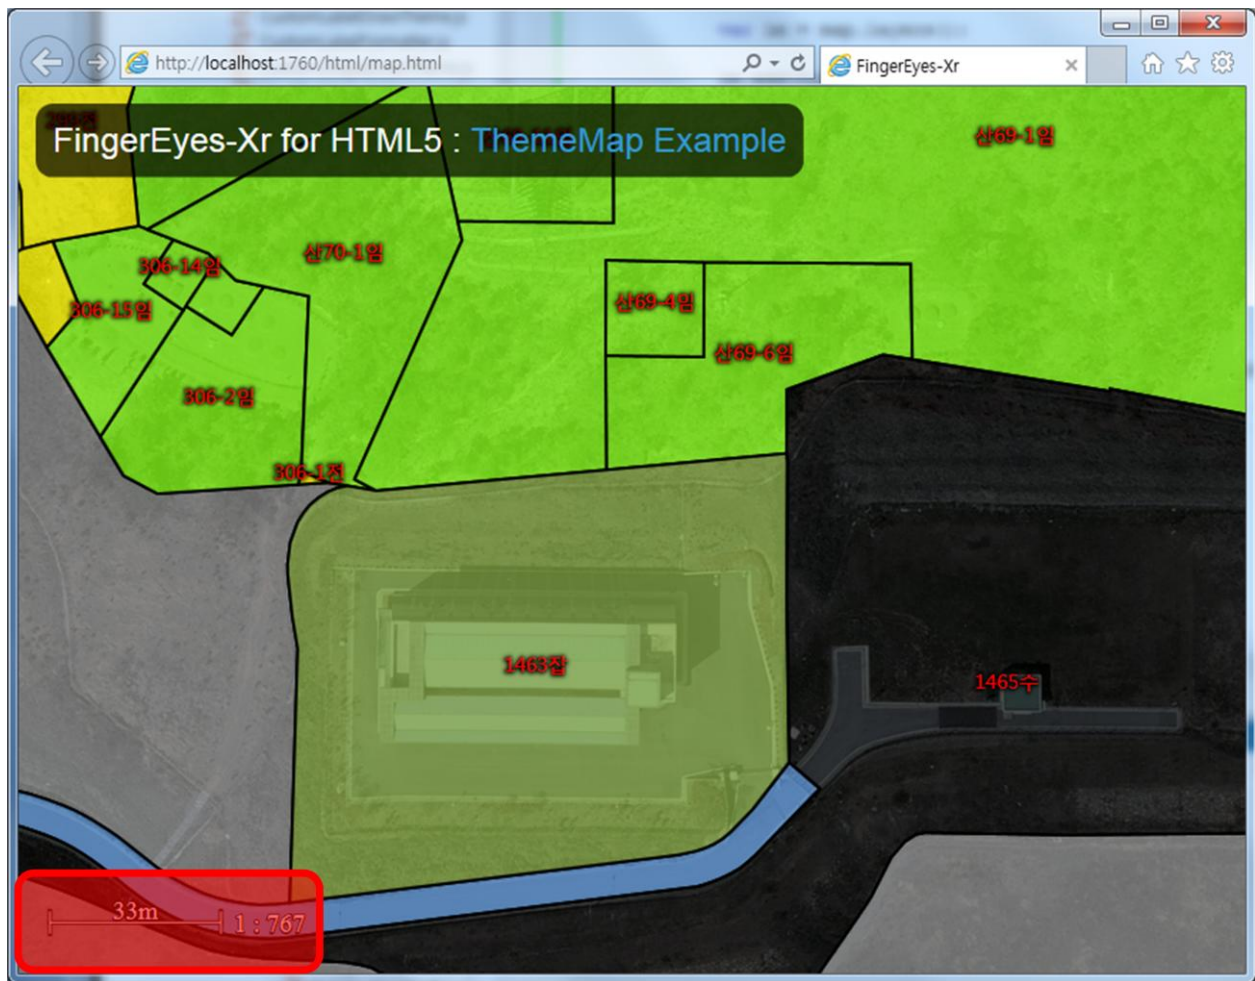 http://localhost:1760/html/map.html
FingerEyes-Xr
FingerEyes-Xr for HTML5 : ThemeMap Example
산69-1임
산70-1임
306-14임
306-15임
산69-4임
산69-6임
306-2임
306-1전
1463잡
1465수
33m
1 : 767